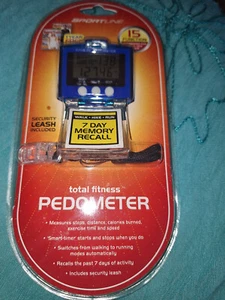 SPORTLINE
15
SECURITY
LEASH
INCLUDED
WALK • HIKE • RUN
7 DAY
MEMORY
RECALL
total fitness™
PEDOMETER
• Measures steps, distance, calories burned,
exercise time and speed
• 'Smart-timer' starts and stops when you do
• Switches from walking to running
modes automatically
• Recalls the past 7 days of activity
• Includes security leash